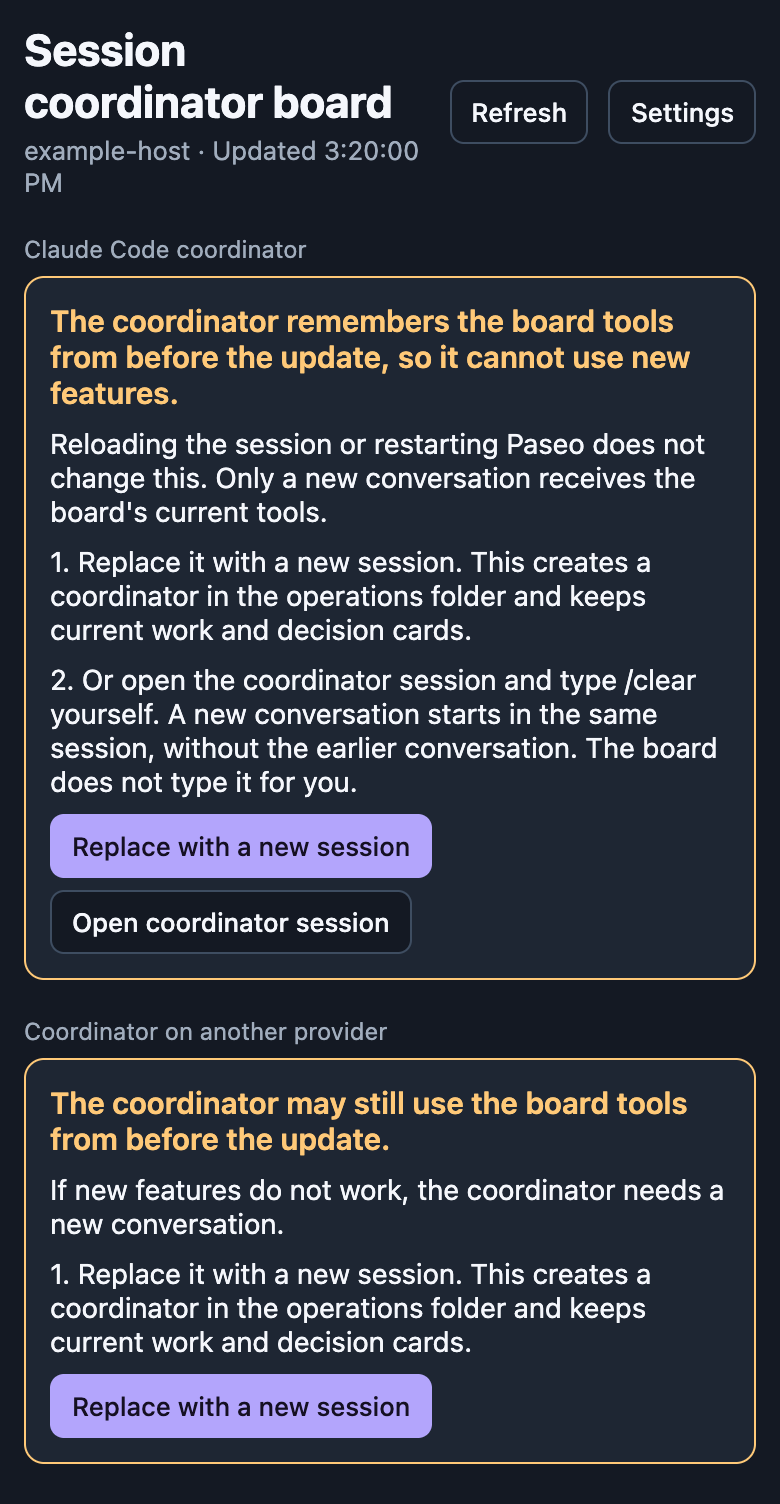 Session
coordinator board
Refresh
Settings
example-host · Updated 3:20:00
PM
Claude Code coordinator
The coordinator remembers the board tools
from before the update, so it cannot use new
features.
Reloading the session or restarting Paseo does not
change this. Only a new conversation receives the
board's current tools.
1. Replace it with a new session. This creates a
coordinator in the operations folder and keeps
current work and decision cards.
2. Or open the coordinator session and type /clear
yourself. A new conversation starts in the same
session, without the earlier conversation. The board
does not type it for you.
Replace with a new session
Open coordinator session
Coordinator on another provider
The coordinator may still use the board tools
from before the update.
If new features do not work, the coordinator needs a
new conversation.
1. Replace it with a new session. This creates a
coordinator in the operations folder and keeps
current work and decision cards.
Replace with a new session